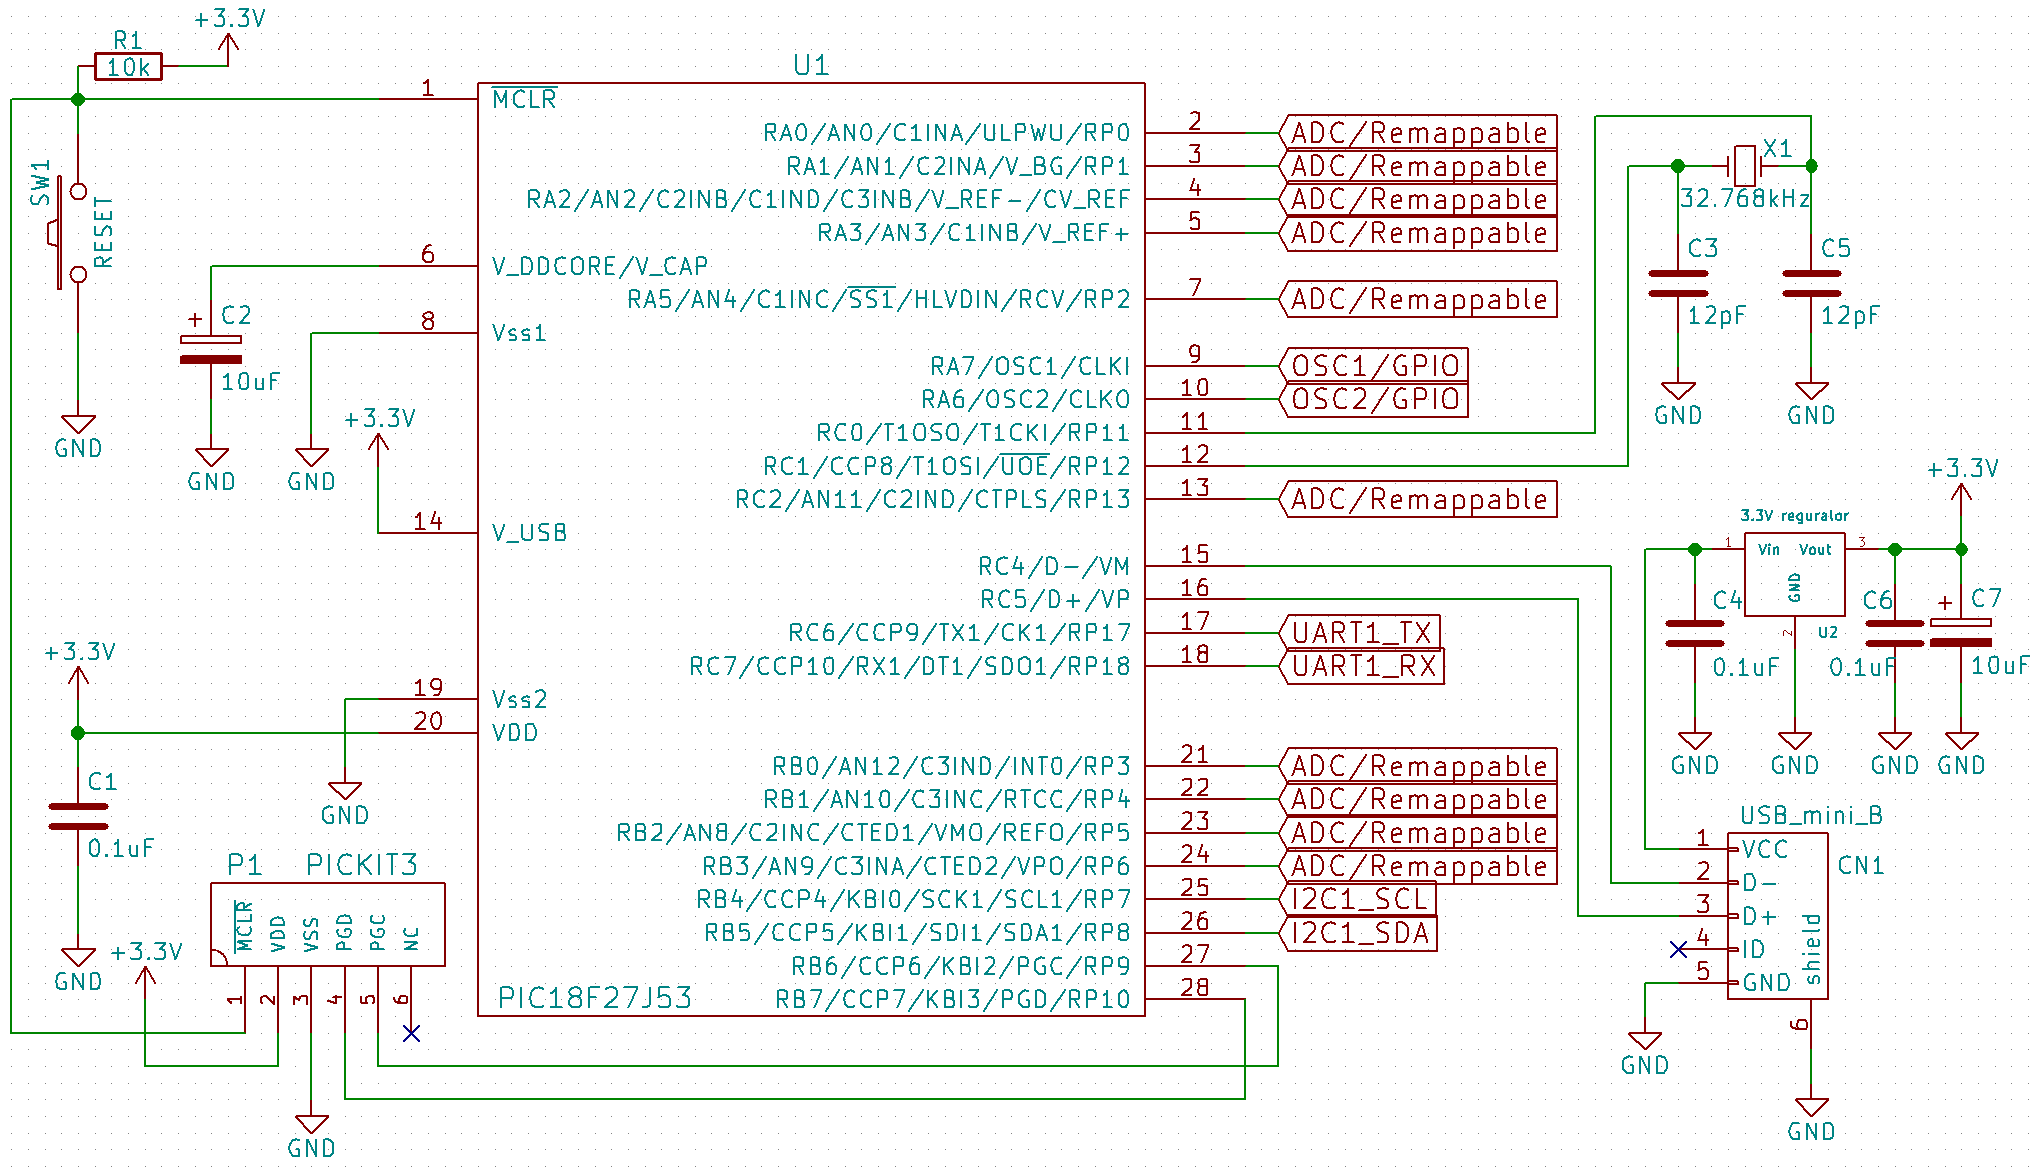 +3.3V
R1
10k
SW1
RESET
GND
C2
+
10uF
GND
GND
+3.3V
+3.3V
C1
0.1uF
GND
GND
U1
1 MCLR
6 V_DDCORE/V_CAP
8 Vss1
14 V_USB
19 Vss2
20 VDD
PIC18F27J53
RA0/AN0/C1INA/ULPWU/RP0 2 ADC/Remappable
RA1/AN1/C2INA/V_BG/RP1 3 ADC/Remappable
RA2/AN2/C2INB/C1IND/C3INB/V_REF-/CV_REF 4 ADC/Remappable
RA3/AN3/C1INB/V_REF+ 5 ADC/Remappable
RA5/AN4/C1INC/SS1/HLVDIN/RCV/RP2 7 ADC/Remappable
RA7/OSC1/CLKI 9 OSC1/GPIO
RA6/OSC2/CLKO 10 OSC2/GPIO
RC0/T1OSO/T1CKI/RP11 11
RC1/CCP8/T1OSI/UOE/RP12 12
RC2/AN11/C2IND/CTPLS/RP13 13 ADC/Remappable
RC4/D-/VM 15
RC5/D+/VP 16
RC6/CCP9/TX1/CK1/RP17 17 UART1_TX
RC7/CCP10/RX1/DT1/SDO1/RP18 18 UART1_RX
RB0/AN12/C3IND/INT0/RP3 21 ADC/Remappable
RB1/AN10/C3INC/RTCC/RP4 22 ADC/Remappable
RB2/AN8/C2INC/CTED1/VMO/REFO/RP5 23 ADC/Remappable
RB3/AN9/C3INA/CTED2/VPO/RP6 24 ADC/Remappable
RB4/CCP4/KBI0/SCK1/SCL1/RP7 25 I2C1_SCL
RB5/CCP5/KBI1/SDI1/SDA1/RP8 26 I2C1_SDA
RB6/CCP6/KBI2/PGC/RP9 27
RB7/CCP7/KBI3/PGD/RP10 28
P1 PICKIT3
MCLR VDD VSS PGD PGC NC
1 2 3 4 5 6
+3.3V
GND
X1
32.768kHz
C3
12pF
GND
C5
12pF
GND
+3.3V
3.3V regurator
1 Vin Vout 3
GND
2
U2
C4
0.1uF
C6
0.1uF
C7
+
10uF
GND GND GND GND
USB_mini_B
CN1
1 VCC
2 D-
3 D+
4 ID
5 GND
shield
6
GND
GND